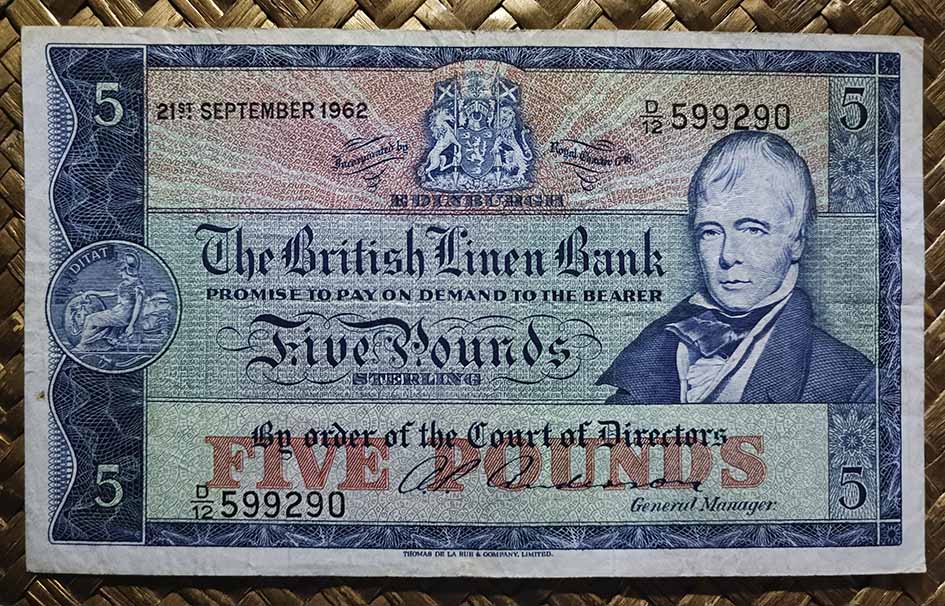 5
5
21ST SEPTEMBER 1962
D/12 599290
Incorporated by
Royal Charter 1746
EDINBURGH
DITAT
The British Linen Bank
PROMISE TO PAY ON DEMAND TO THE BEARER
Five Pounds
STERLING
By order of the Court of Directors
FIVE POUNDS
5
5
D/12 599290
General Manager
THOMAS DE LA RUE & COMPANY, LIMITED.